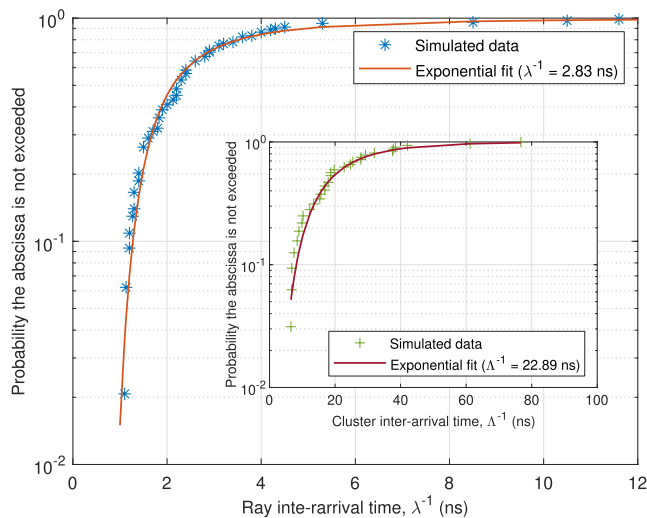 Probability the abscissa is not exceeded
10^0
10^-1
10^-2
0
2
4
6
8
10
12
Ray inte-rarrival time, λ^-1 (ns)
Simulated data
Exponential fit (λ^-1 = 2.83 ns)
Probability the abscissa is not exceeded
10^0
10^-1
10^-2
0
20
40
60
80
100
Cluster inter-arrival time, Λ^-1 (ns)
Simulated data
Exponential fit (Λ^-1 = 22.89 ns)